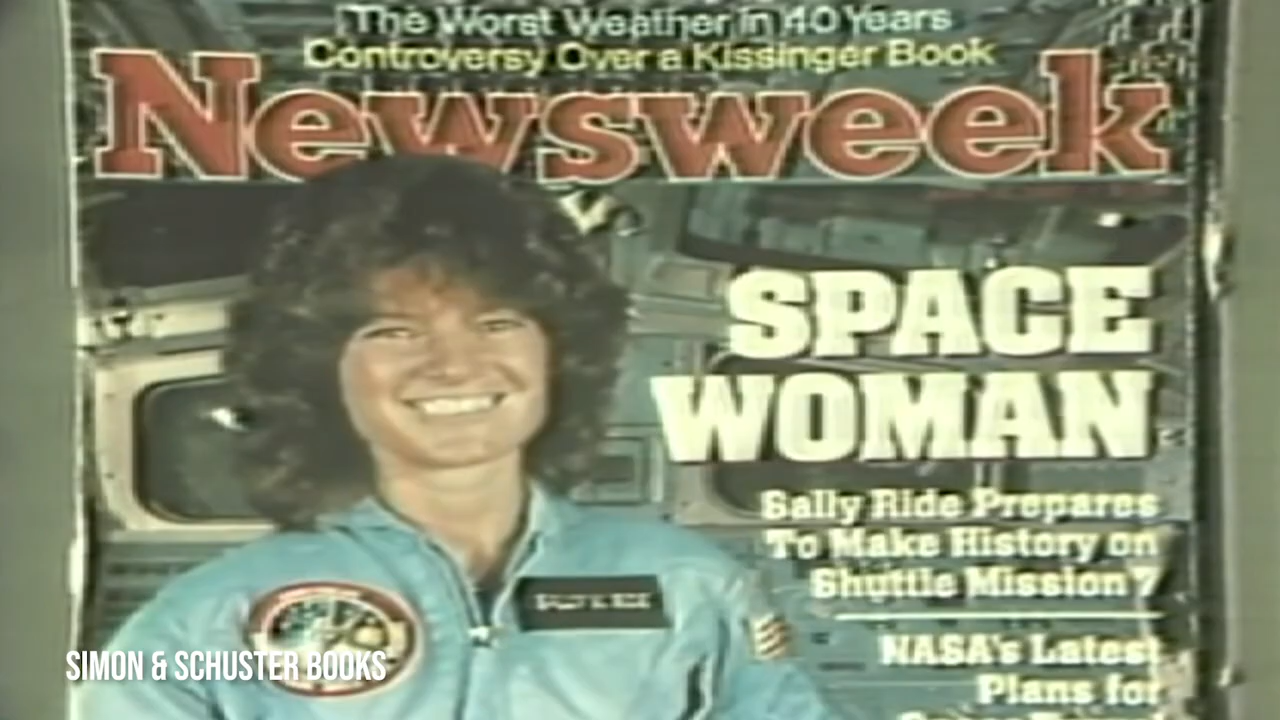 The Worst Weather in 40 Years
Controversy Over a Kissinger Book
Newsweek
SPACE
WOMAN
Sally Ride Prepares
To Make History on
Shuttle Mission 7
NASA's Latest
Plans for
SIMON & SCHUSTER BOOKS